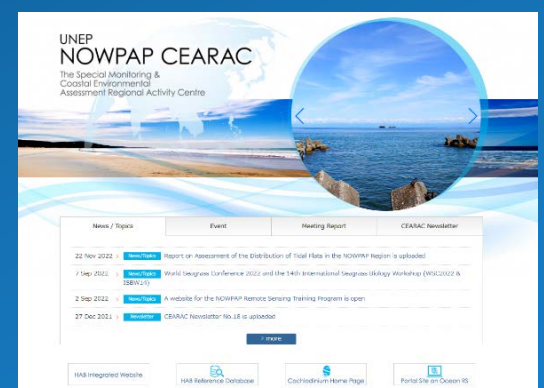 UNEP
NOWPAP CEARAC
The Special Monitoring &
Coastal Environmental
Assessment Regional Activity Centre
News / Topics
Event
Meeting Report
CEARAC Newsletter
22 Nov 2022 News/Topics Report on Assessment of the Distribution of Tidal Flats in the NOWPAP Region is uploaded
7 Sep 2022 News/Topics World Seagrass Conference 2022 and the 14th International Seagrass Biology Workshop (WSC2022 &
ISBW14)
2 Sep 2022 News/Topics A website for the NOWPAP Remote Sensing Training Program is open
27 Dec 2021 Newsletter CEARAC Newsletter No.18 is uploaded
> more
HAB Integrated Website
HAB Reference Database
Cochlodinium Home Page
Portal Site on Ocean RS